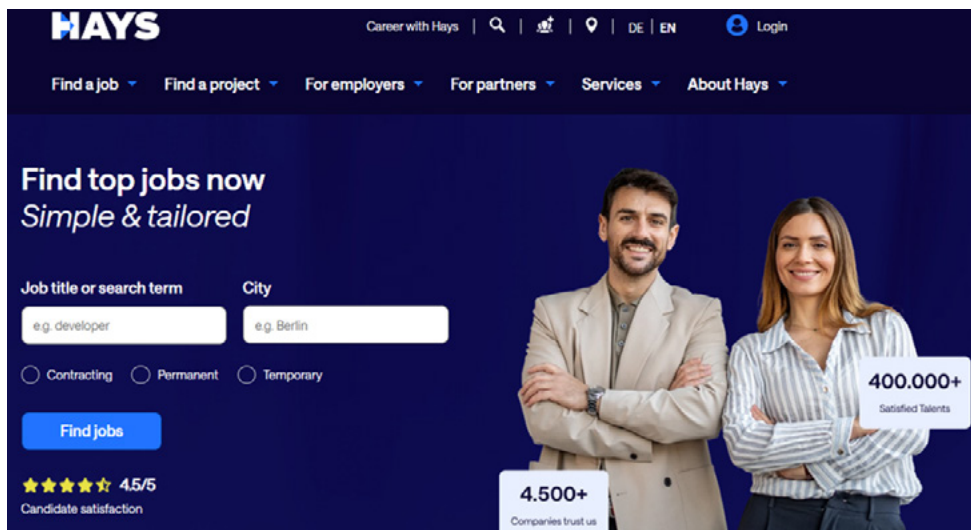 HAYS
Career with Hays | | | | DE | EN Login
Find a job Find a project For employers For partners Services About Hays
Find top jobs now
Simple & tailored
Job title or search term City
e.g. developer e.g. Berlin
Contracting Permanent Temporary
Find jobs
4.5/5
Candidate satisfaction
400.000+
Satisfied Talents
4.500+
Companies trust us